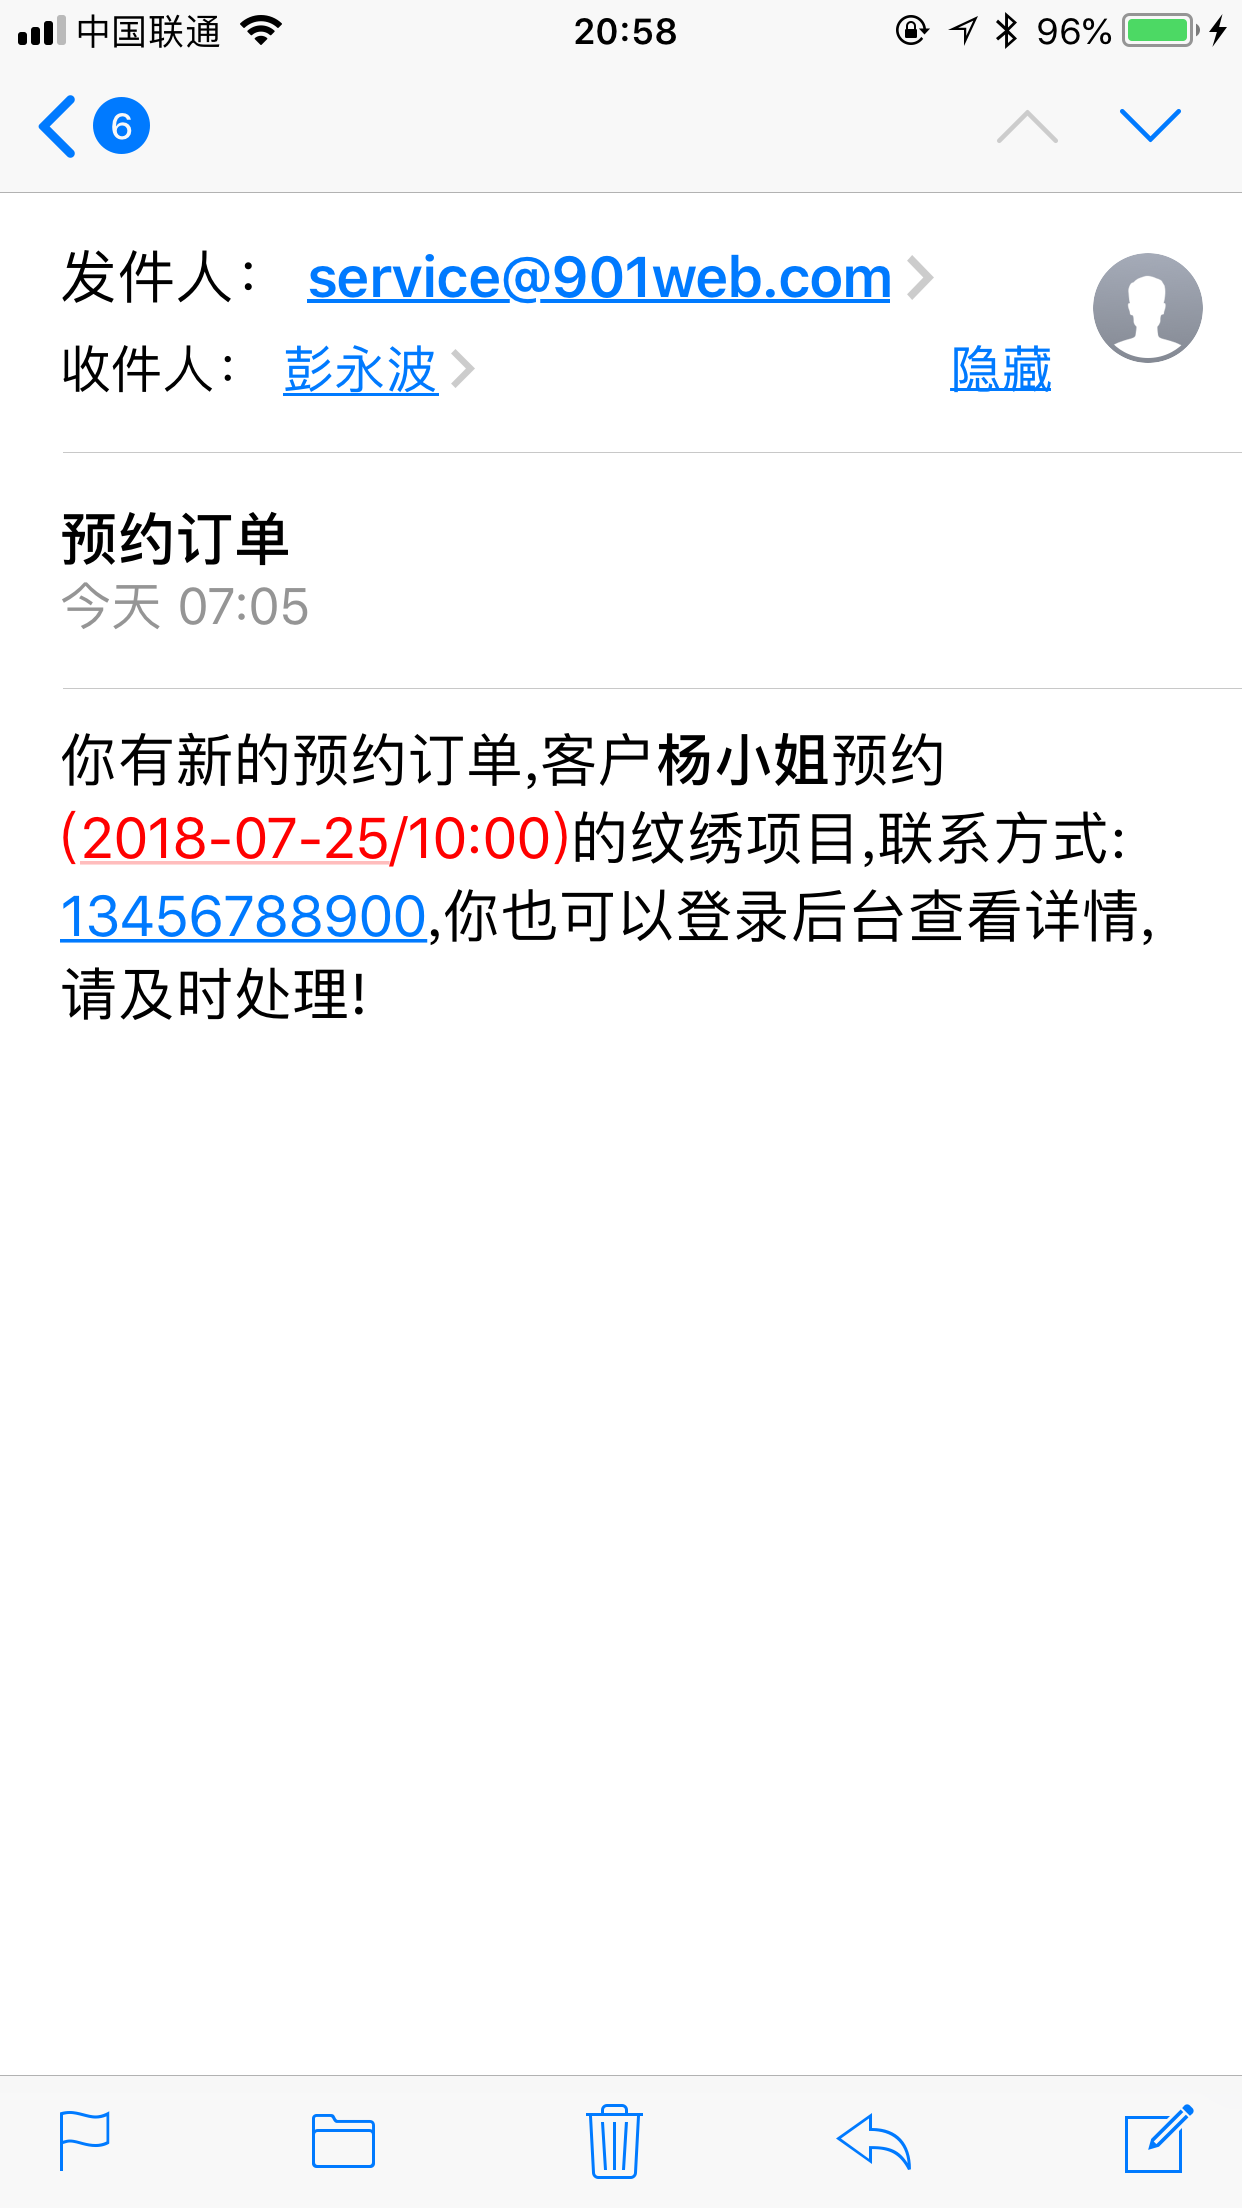 中国联通 20:58 96%
6
发件人： service@901web.com
收件人： 彭永波 隐藏
预约订单
今天 07:05
你有新的预约订单,客户杨小姐预约
(2018-07-25/10:00)的纹绣项目,联系方式:
13456788900,你也可以登录后台查看详情,
请及时处理!